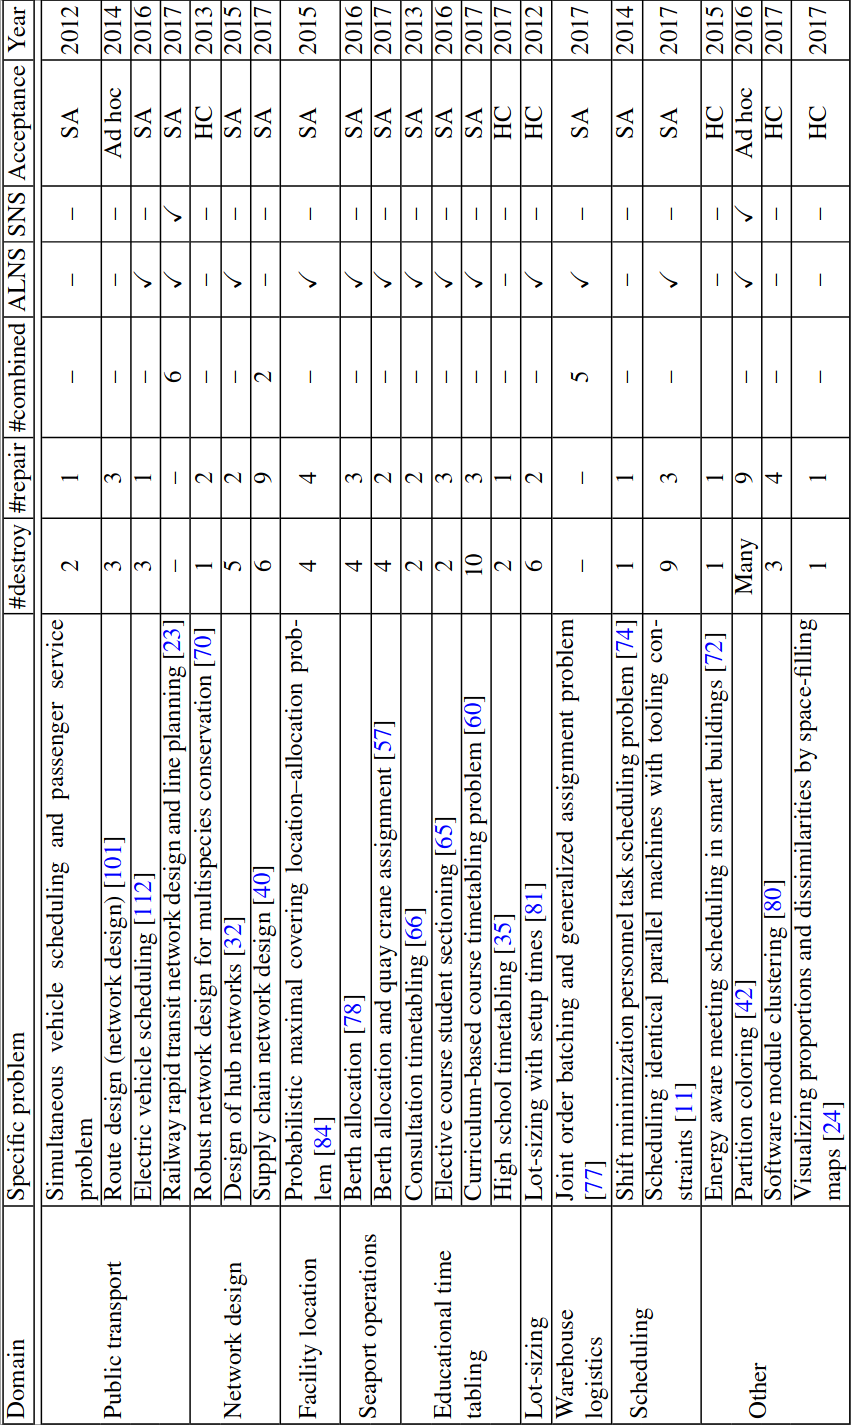 Domain Specific problem #destroy #repair #combined ALNS SNS Acceptance Year
Public transport Simultaneous vehicle scheduling and passenger service 2 1 – – – SA 2012
problem
Route design (network design) [101] 3 3 – – – Ad hoc 2014
Electric vehicle scheduling [112] 3 1 – ✓ – SA 2016
Railway rapid transit network design and line planning [23] – – 6 ✓ ✓ SA 2017
Network design Robust network design for multispecies conservation [70] 1 2 – – – HC 2013
Design of hub networks [32] 5 2 – ✓ – SA 2015
Supply chain network design [40] 6 9 2 – – SA 2017
Facility location Probabilistic maximal covering location–allocation prob- 4 4 – ✓ – SA 2015
lem [84]
Seaport operations Berth allocation [78] 4 3 – ✓ – SA 2016
Berth allocation and quay crane assignment [57] 4 2 – ✓ – SA 2017
Educational time Consultation timetabling [66] 2 2 – ✓ – SA 2013
tabling Elective course student sectioning [65] 2 3 – ✓ – SA 2016
Curriculum-based course timetabling problem [60] 10 3 – ✓ – SA 2017
High school timetabling [35] 2 1 – – – HC 2017
Lot-sizing Lot-sizing with setup times [81] 6 2 – ✓ – HC 2012
Warehouse Joint order batching and generalized assignment problem – – 5 ✓ – SA 2017
logistics [77]
Scheduling Shift minimization personnel task scheduling problem [74] 1 1 – – – SA 2014
Scheduling identical parallel machines with tooling con- 9 3 – ✓ – SA 2017
straints [11]
Other Energy aware meeting scheduling in smart buildings [72] 1 1 – – – HC 2015
Partition coloring [42] Many 9 – ✓ ✓ Ad hoc 2016
Software module clustering [80] 3 4 – – – HC 2017
Visualizing proportions and dissimilarities by space-filling 1 1 – – – HC 2017
maps [24]